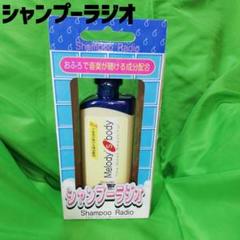 シャンプーラジオ
Shampoo Radio
おふろで音楽が聴ける成分配合
Melody S body
シャンプーラジオ
Shampoo Radio